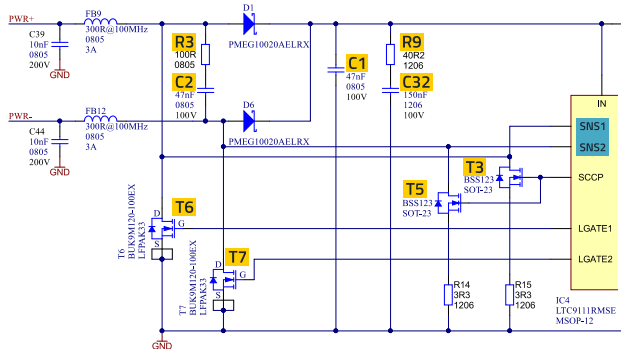 PWR+
FB9
300R@100MHz
0805
3A
C39
10nF
0805
200V
GND
D1
PMEG10020AELRX
R3
100R
0805
C2
47nF
0805
100V
C1
47nF
0805
100V
R9
40R2
1206
C32
150nF
1206
100V
PWR-
FB12
300R@100MHz
0805
3A
C44
10nF
0805
200V
GND
D6
PMEG10020AELRX
IN
SNS1
SNS2
SCCP
LGATE1
LGATE2
IC4
LTC9111RMSE
MSOP-12
T3
BSS123
SOT-23
T5
BSS123
SOT-23
T6
D
G
S
T6
BUK9M120-100EX
LFPAK33
T7
D
G
S
T7
BUK9M120-100EX
LFPAK33
R14
3R3
1206
R15
3R3
1206
GND